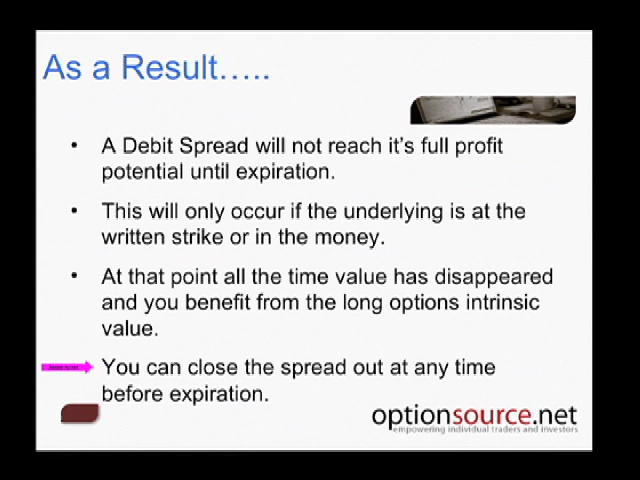 As a Result…..
• A Debit Spread will not reach it's full profit
potential until expiration.
• This will only occur if the underlying is at the
written strike or in the money.
• At that point all the time value has disappeared
and you benefit from the long options intrinsic
value.
You can close the spread out at any time
before expiration.
optionsource.net
empowering individual traders and investors